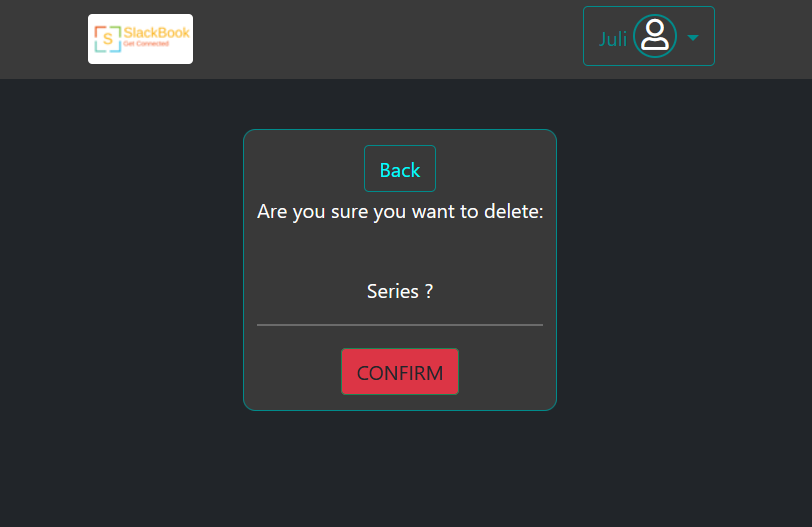 S
SlackBook
Get Connected
Juli
Back
Are you sure you want to delete:
Series ?
CONFIRM